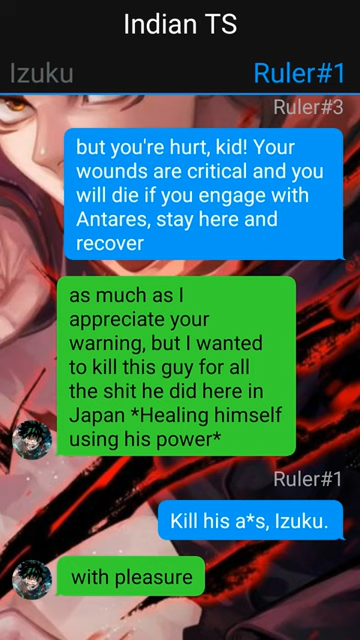 Indian TS
Izuku Ruler#1
Ruler#3
but you're hurt, kid! Your
wounds are critical and you
will die if you engage with
Antares, stay here and
recover
as much as I
appreciate your
warning, but I wanted
to kill this guy for all
the shit he did here in
Japan *Healing himself
using his power*
Ruler#1
Kill his a*s, Izuku.
with pleasure